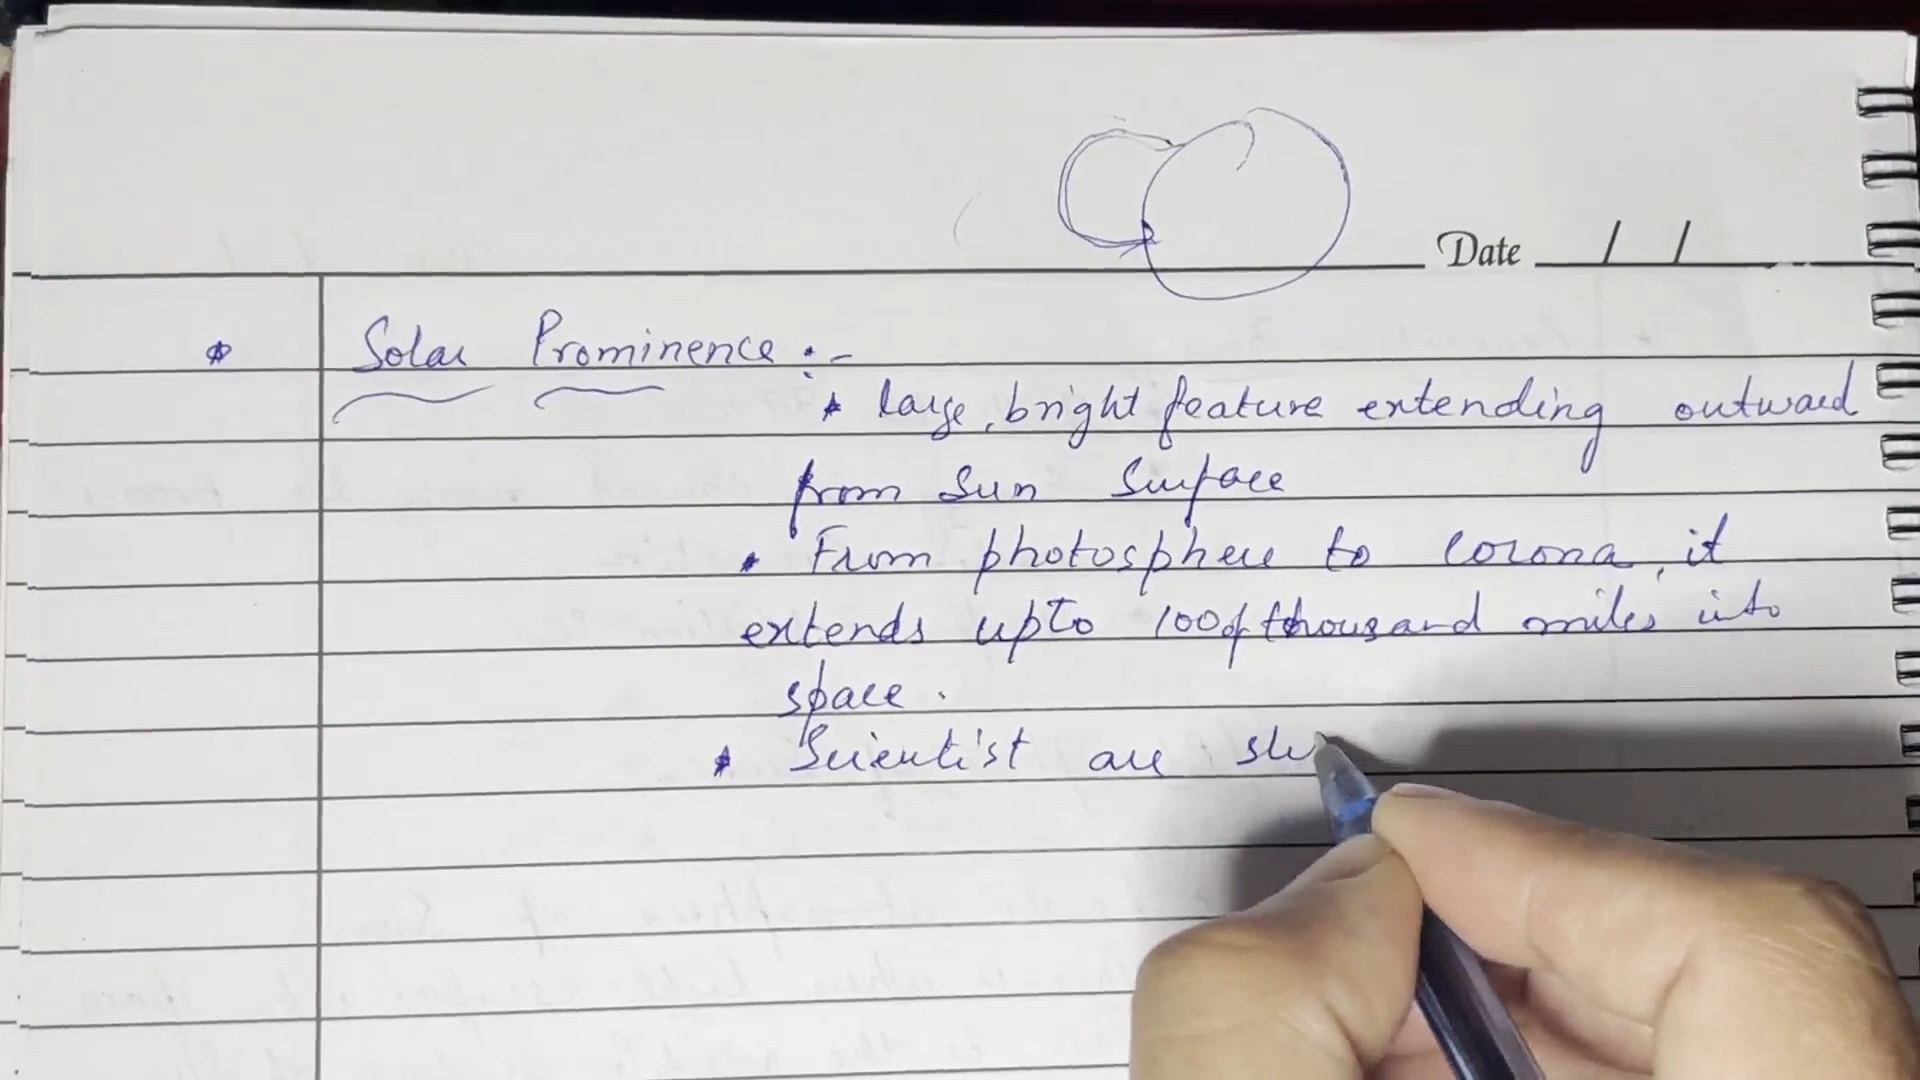 Date / /
* Solar Prominence :-
* large, bright feature extending outward
from Sun Surface
* From photosphere to corona, it
extends upto 100 of thousand miles into
space.
* Scientist are